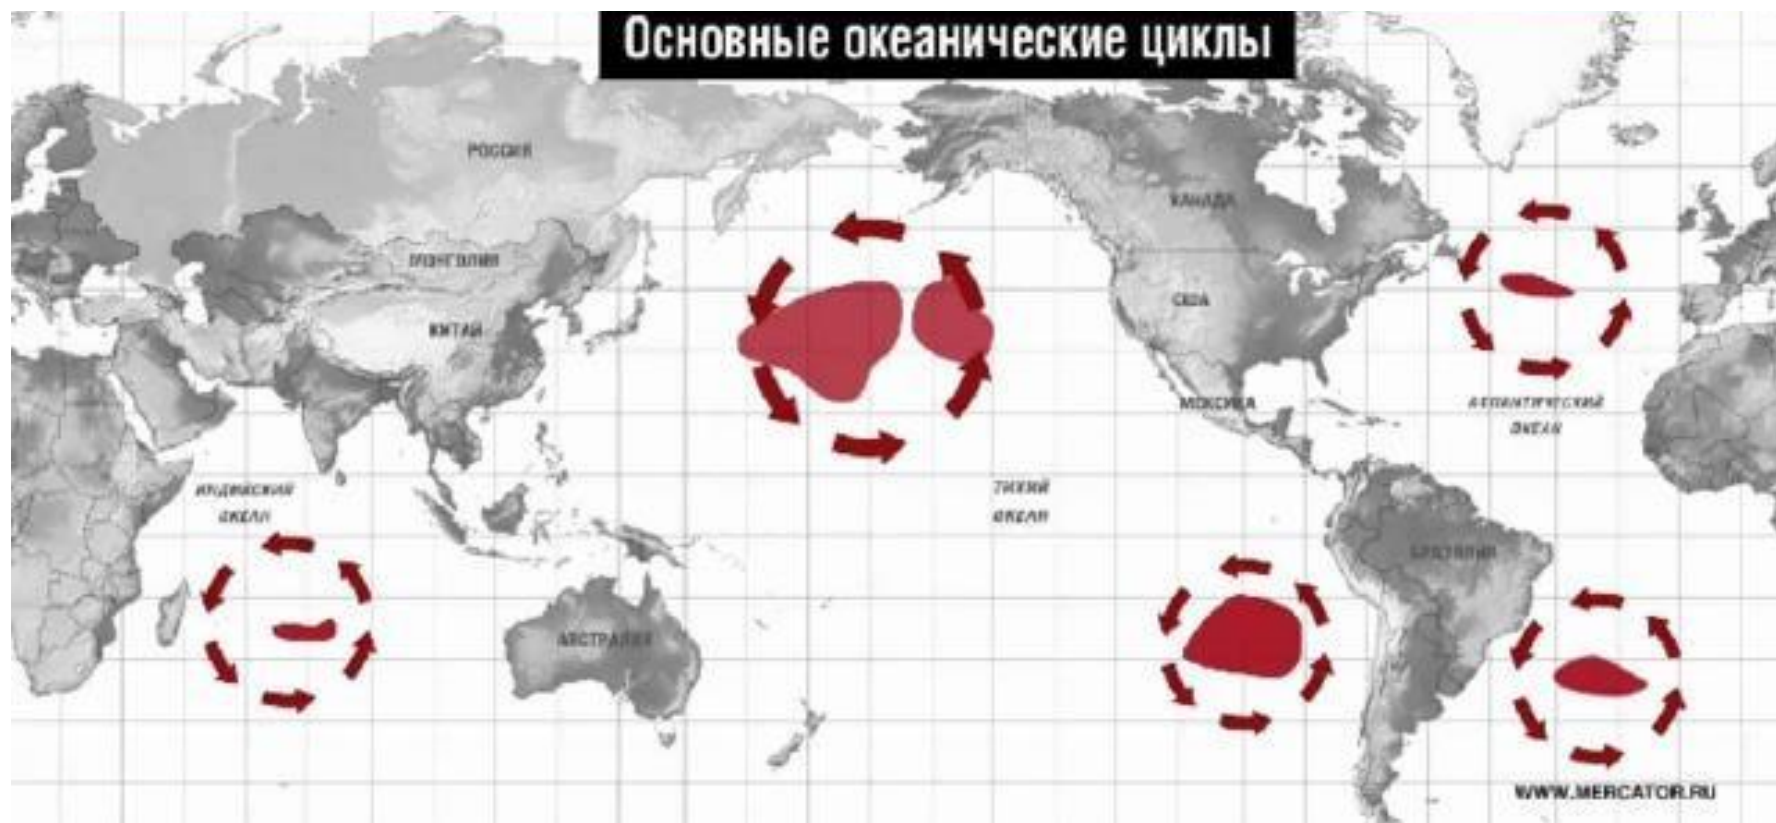 Основные океанические циклы
РОССИЯ
КАНАДА
МОНГОЛИЯ
США
КИТАЙ
МЕКСИКА
АТЛАНТИЧЕСКИЙ
ОКЕАН
ИНДИЙСКИЙ
ОКЕАН
ТИХИЙ
ОКЕАН
БРАЗИЛИЯ
АВСТРАЛИЯ
WWW.MERCATOR.RU